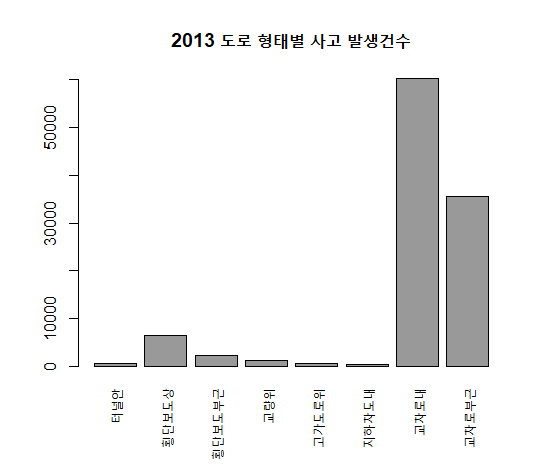 2013 도로 형태별 사고 발생건수
50000
30000
10000
0
터널안
횡단보도상
횡단보도부근
교량위
고가도로위
지하차도내
교차로내
교차로부근